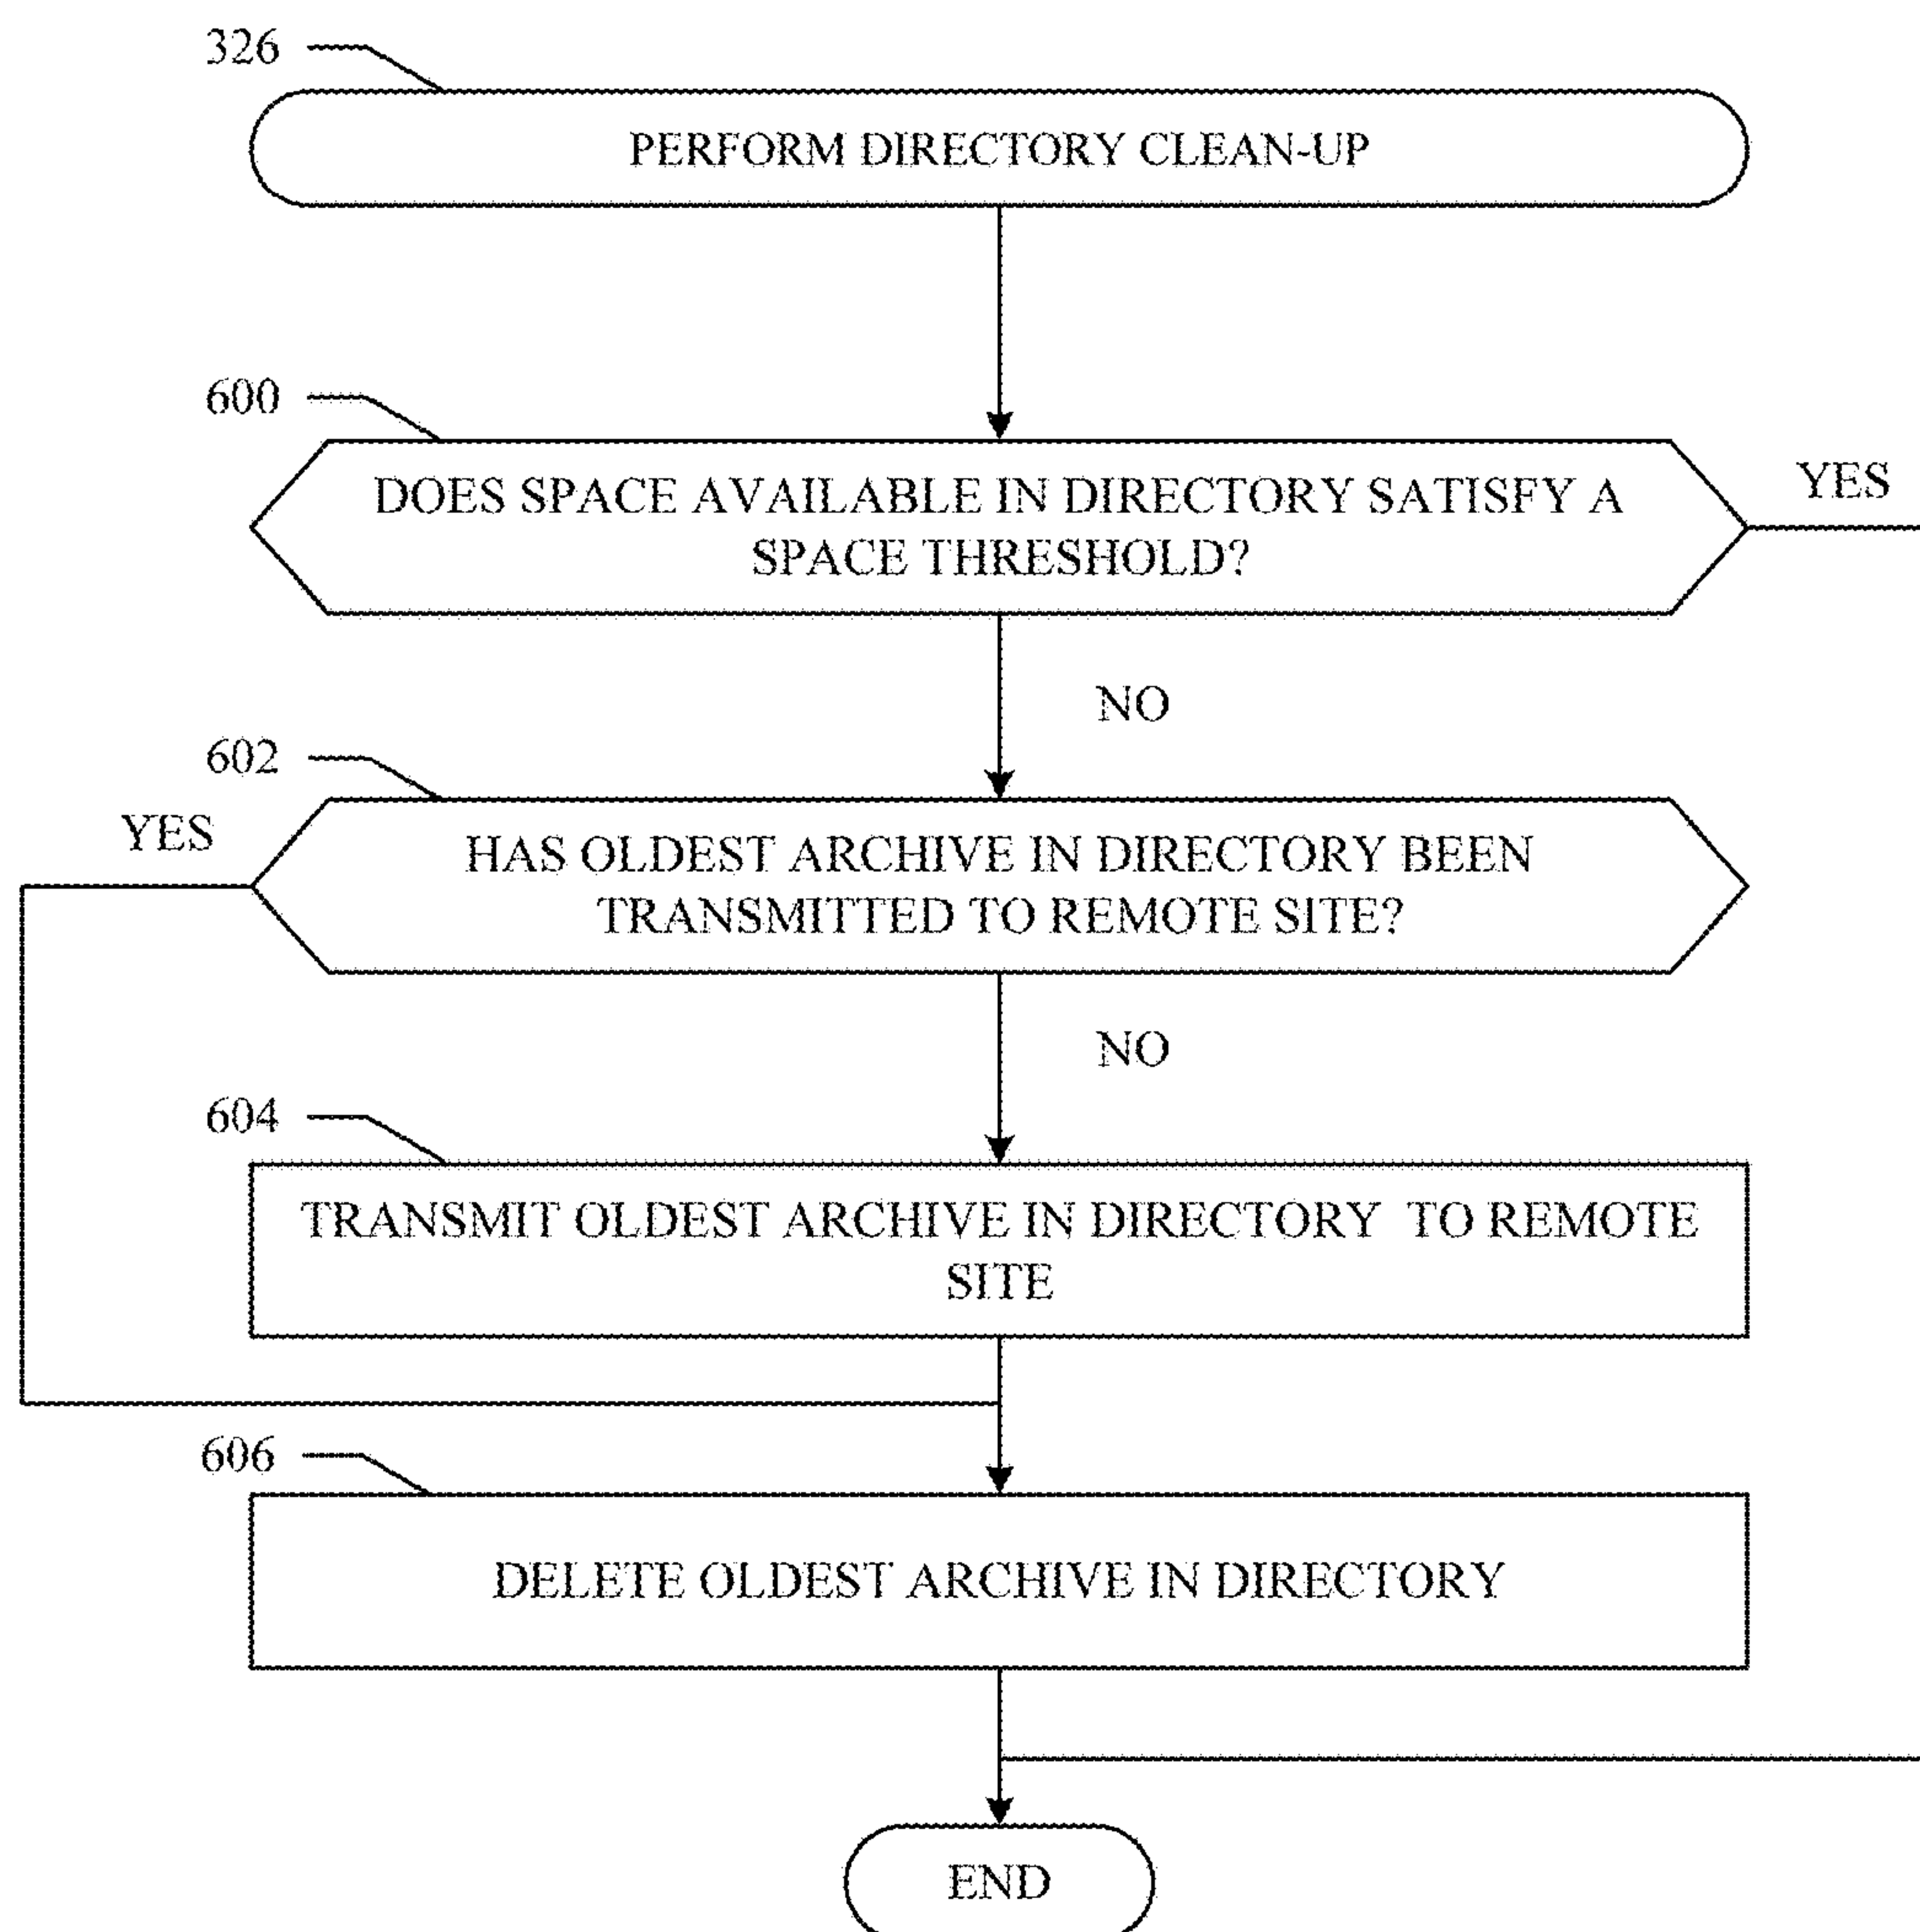 326
PERFORM DIRECTORY CLEAN-UP
600
DOES SPACE AVAILABLE IN DIRECTORY SATISFY A
SPACE THRESHOLD?
YES
NO
602
YES
HAS OLDEST ARCHIVE IN DIRECTORY BEEN
TRANSMITTED TO REMOTE SITE?
NO
604
TRANSMIT OLDEST ARCHIVE IN DIRECTORY TO REMOTE
SITE
606
DELETE OLDEST ARCHIVE IN DIRECTORY
END